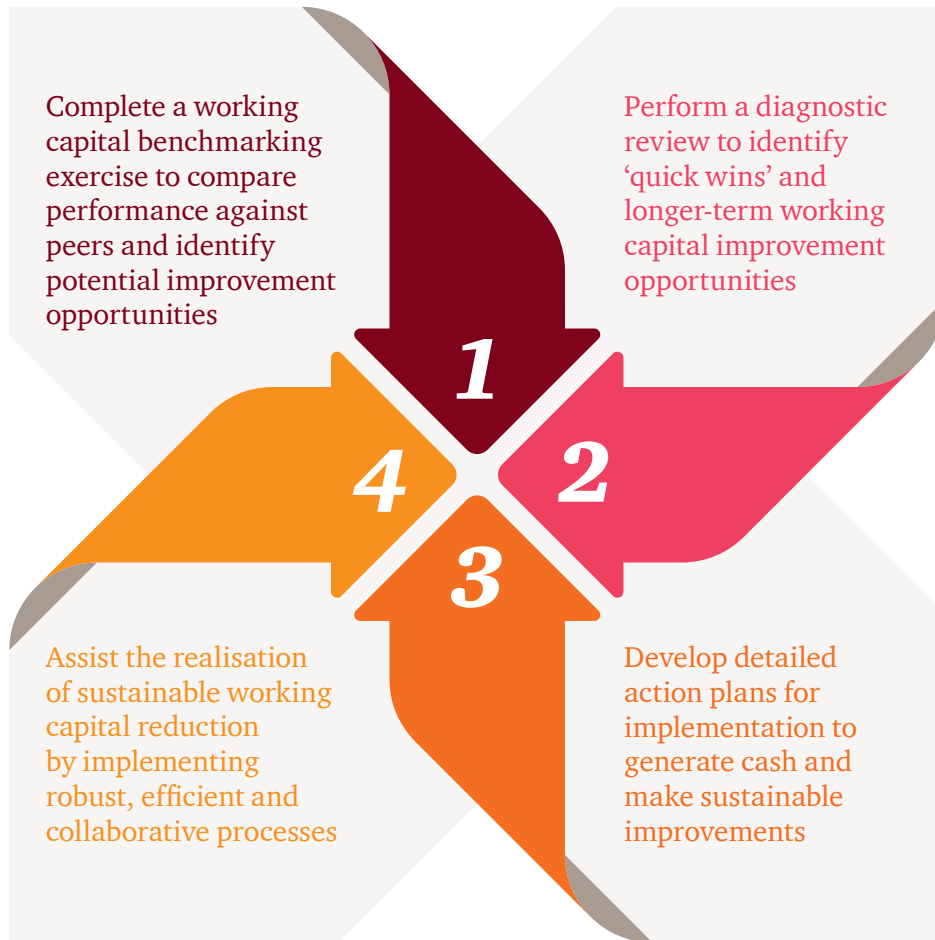 Complete a working
capital benchmarking
exercise to compare
performance against
peers and identify
potential improvement
opportunities
1
Perform a diagnostic
review to identify
‘quick wins’ and
longer-term working
capital improvement
opportunities
2
3
Develop detailed
action plans for
implementation to
generate cash and
make sustainable
improvements
4
Assist the realisation
of sustainable working
capital reduction
by implementing
robust, efficient and
collaborative processes